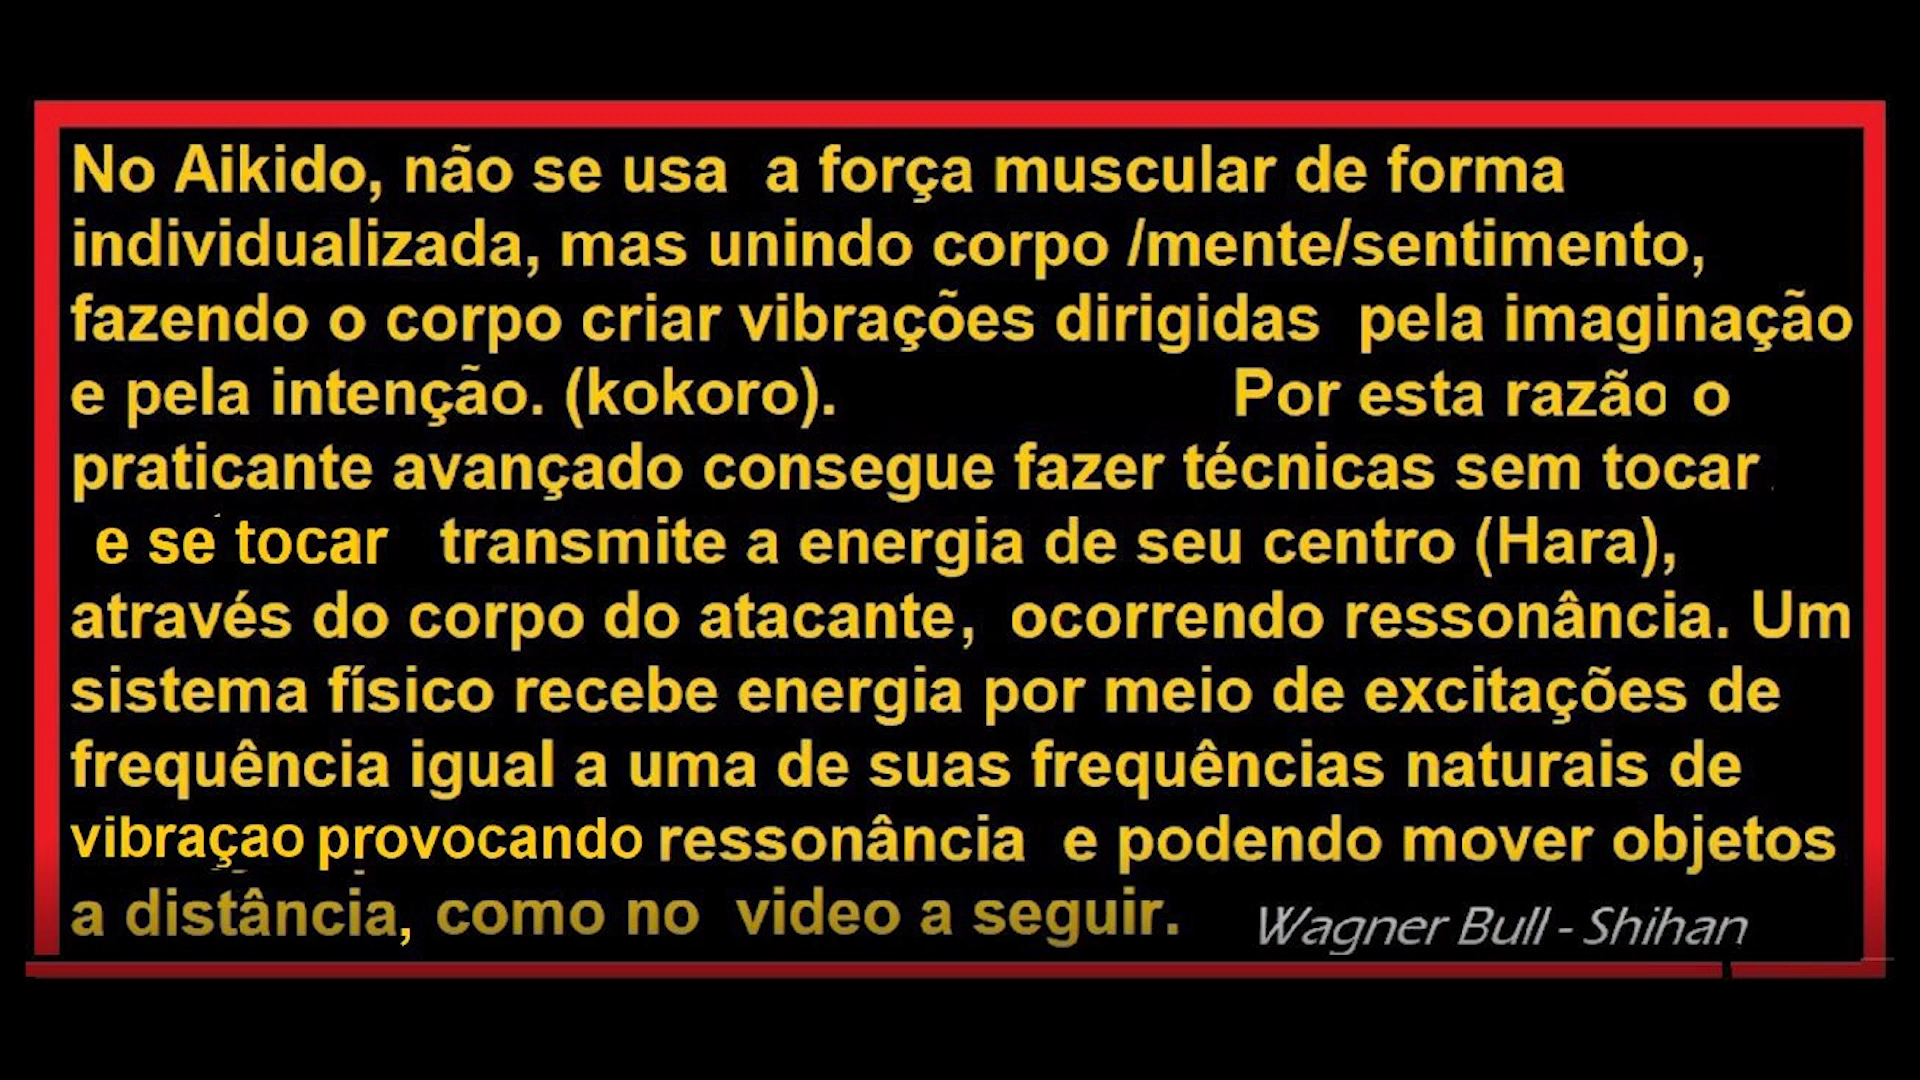 No Aikido, não se usa a força muscular de forma
individualizada, mas unindo corpo /mente/sentimento,
fazendo o corpo criar vibrações dirigidas pela imaginação
e pela intenção. (kokoro). Por esta razão o
praticante avançado consegue fazer técnicas sem tocar
e se tocar transmite a energia de seu centro (Hara),
através do corpo do atacante, ocorrendo ressonância. Um
sistema físico recebe energia por meio de excitações de
frequência igual a uma de suas frequências naturais de
vibraçao provocando ressonância e podendo mover objetos
a distância, como no video a seguir.
Wagner Bull - Shihan